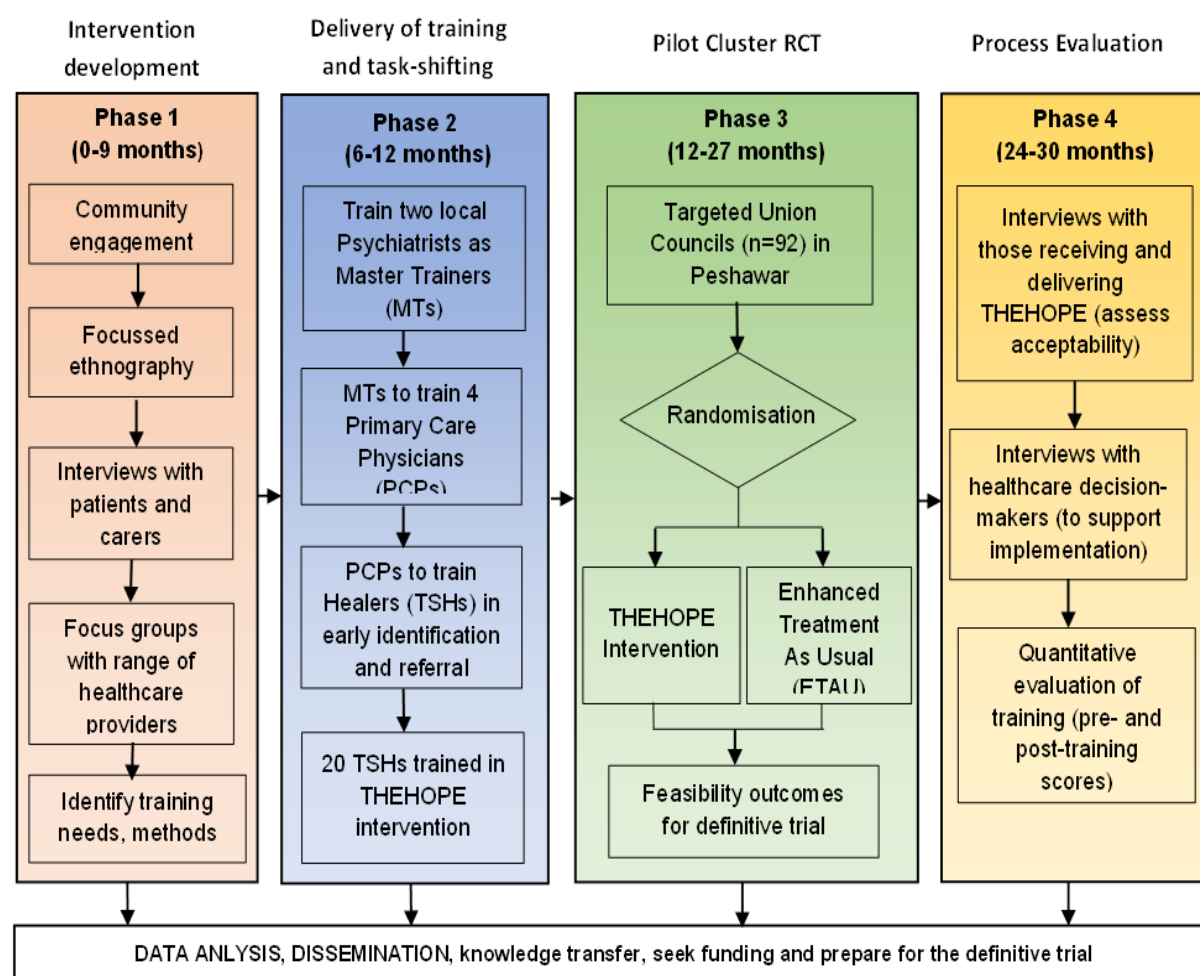 Intervention
development
Delivery of training
and task-shifting
Pilot Cluster RCT
Process Evaluation
Phase 1
(0-9 months)
Community
engagement
Focussed
ethnography
Interviews with
patients and
carers
Focus groups
with range of
healthcare
providers
Identify training
needs, methods
Phase 2
(6-12 months)
Train two local
Psychiatrists as
Master Trainers
(MTs)
MTs to train 4
Primary Care
Physicians
(PCPs)
PCPs to train
Healers (TSHs) in
early identification
and referral
20 TSHs trained in
THEHOPE
intervention
Phase 3
(12-27 months)
Targeted Union
Councils (n=92) in
Peshawar
Randomisation
THEHOPE
Intervention
Enhanced
Treatment
As Usual
(ETAU)
Feasibility outcomes
for definitive trial
Phase 4
(24-30 months)
Interviews with
those receiving and
delivering
THEHOPE (assess
acceptability)
Interviews with
healthcare decision-
makers (to support
implementation)
Quantitative
evaluation of
training (pre- and
post-training
scores)
DATA ANLYSIS, DISSEMINATION, knowledge transfer, seek funding and prepare for the definitive trial